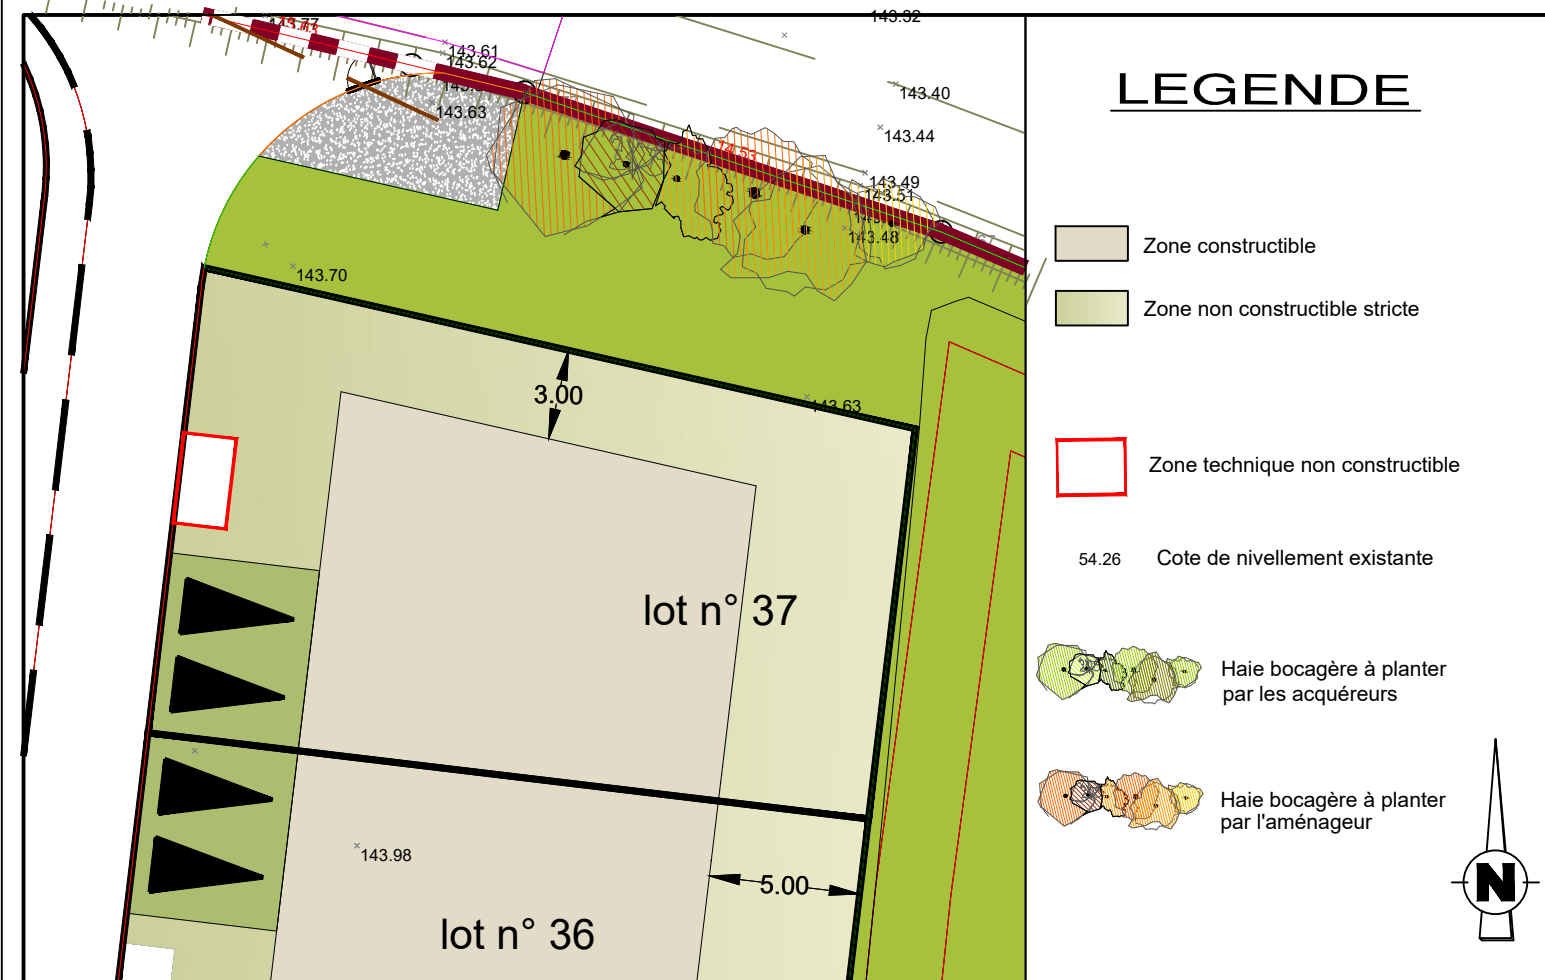 143.32
143.61
143.62
143.40
143.63
143.44
14.53
143.49
143.51
143.48
143.70
3.00
143.63
lot n° 37
143.98
5.00
lot n° 36
LEGENDE
Zone constructible
Zone non constructible stricte
Zone technique non constructible
54.26 Cote de nivellement existante
Haie bocagère à planter
par les acquéreurs
Haie bocagère à planter
par l'aménageur
N